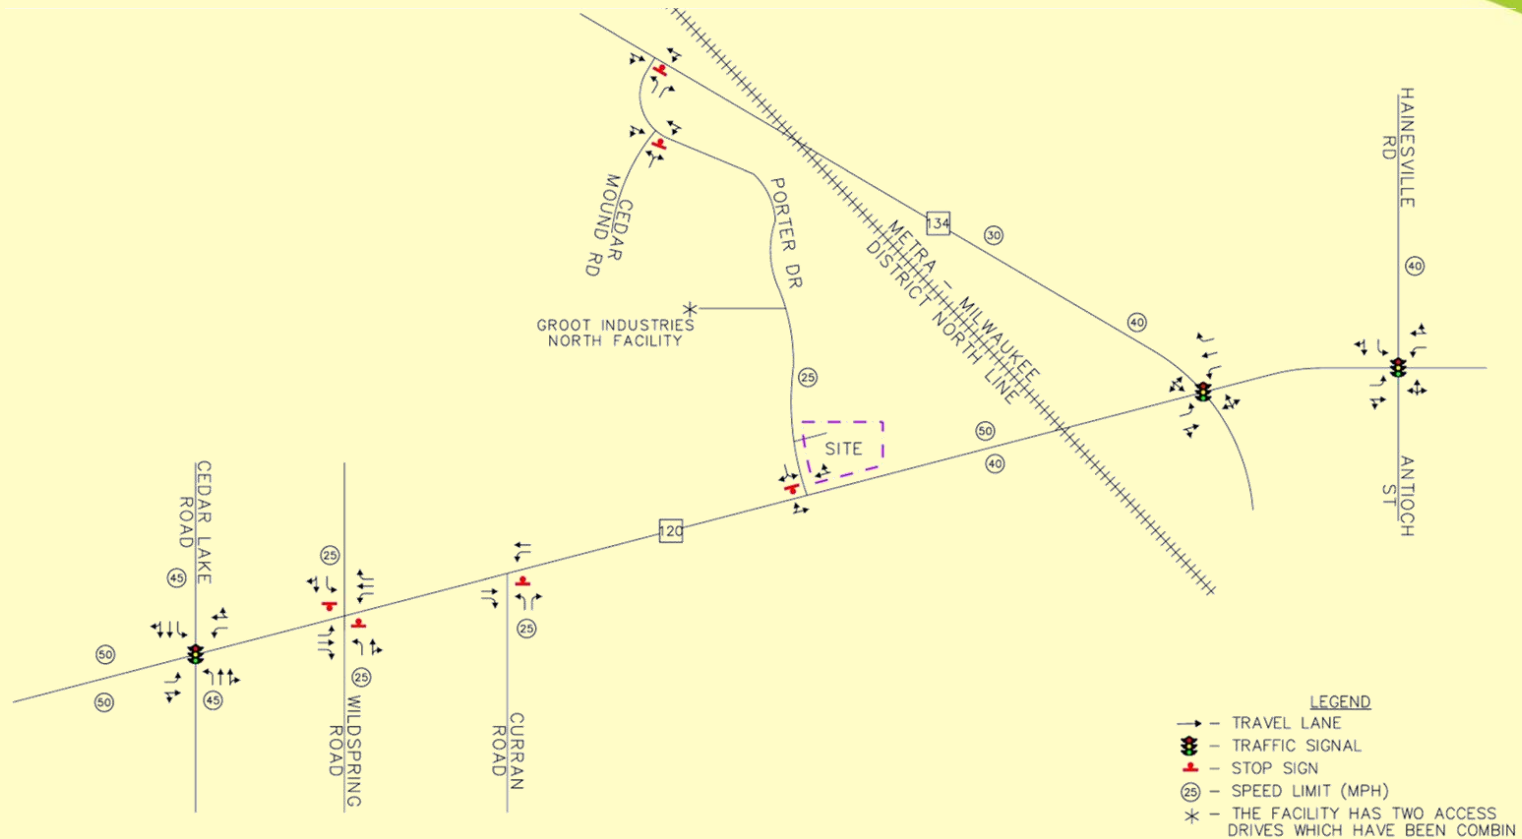 HAINESVILLE
RD
CEDAR
MOUND RD
PORTER DR
134
30
METRA – MILWAUKEE
DISTRICT NORTH LINE
40
40
GROOT INDUSTRIES
NORTH FACILITY
25
SITE
50
40
ANTIOCH
ST
CEDAR LAKE
ROAD
120
25
45
25
50
50
45
25
WILDSPRING
ROAD
CURRAN
ROAD
LEGEND
– TRAVEL LANE
– TRAFFIC SIGNAL
– STOP SIGN
25 – SPEED LIMIT (MPH)
– THE FACILITY HAS TWO ACCESS
DRIVES WHICH HAVE BEEN COMBIN